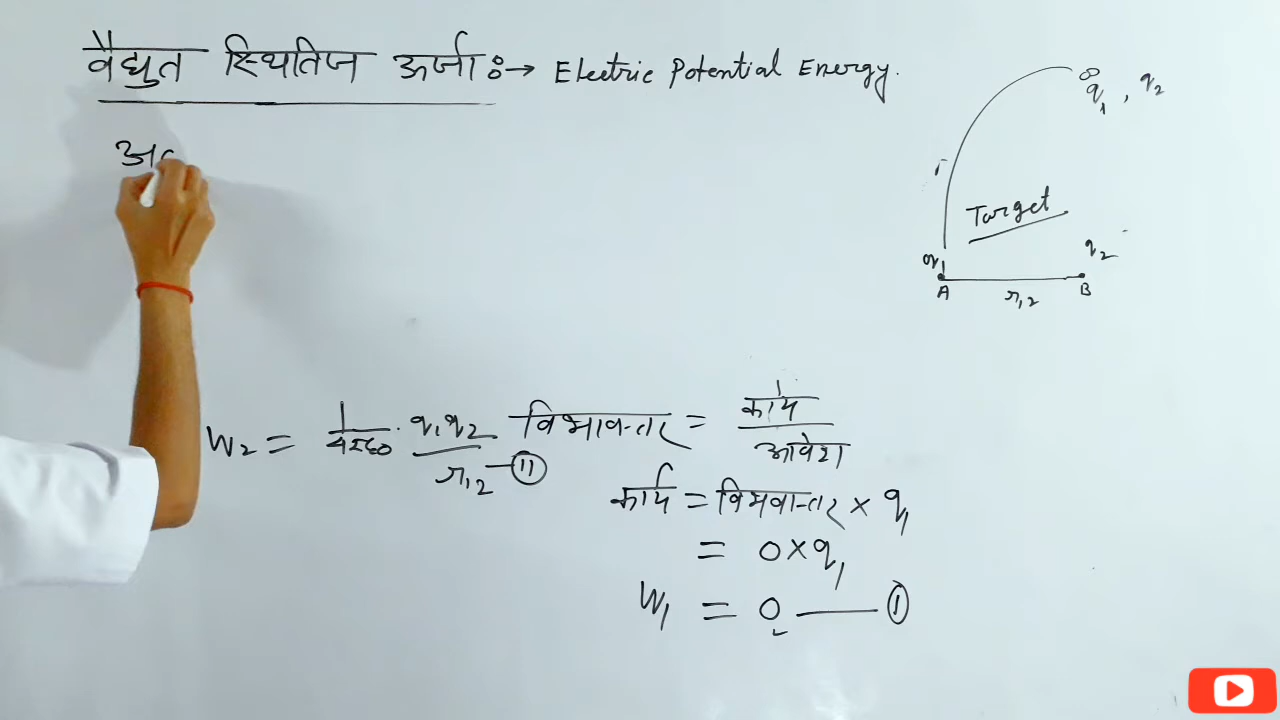 वैद्युत स्थितिज ऊर्जा :→ Electric Potential Energy.
∞
q₁ , q₂
Target
q₁
q₂
A
B
r₁₂
W₂ = 1/4πε₀ · q₁q₂/r₁₂ —(11)
विभावन्तर = कार्य/आवेश
कार्य = विभवान्तर × q₁
= 0×q₁
W₁ = 0 —(1)